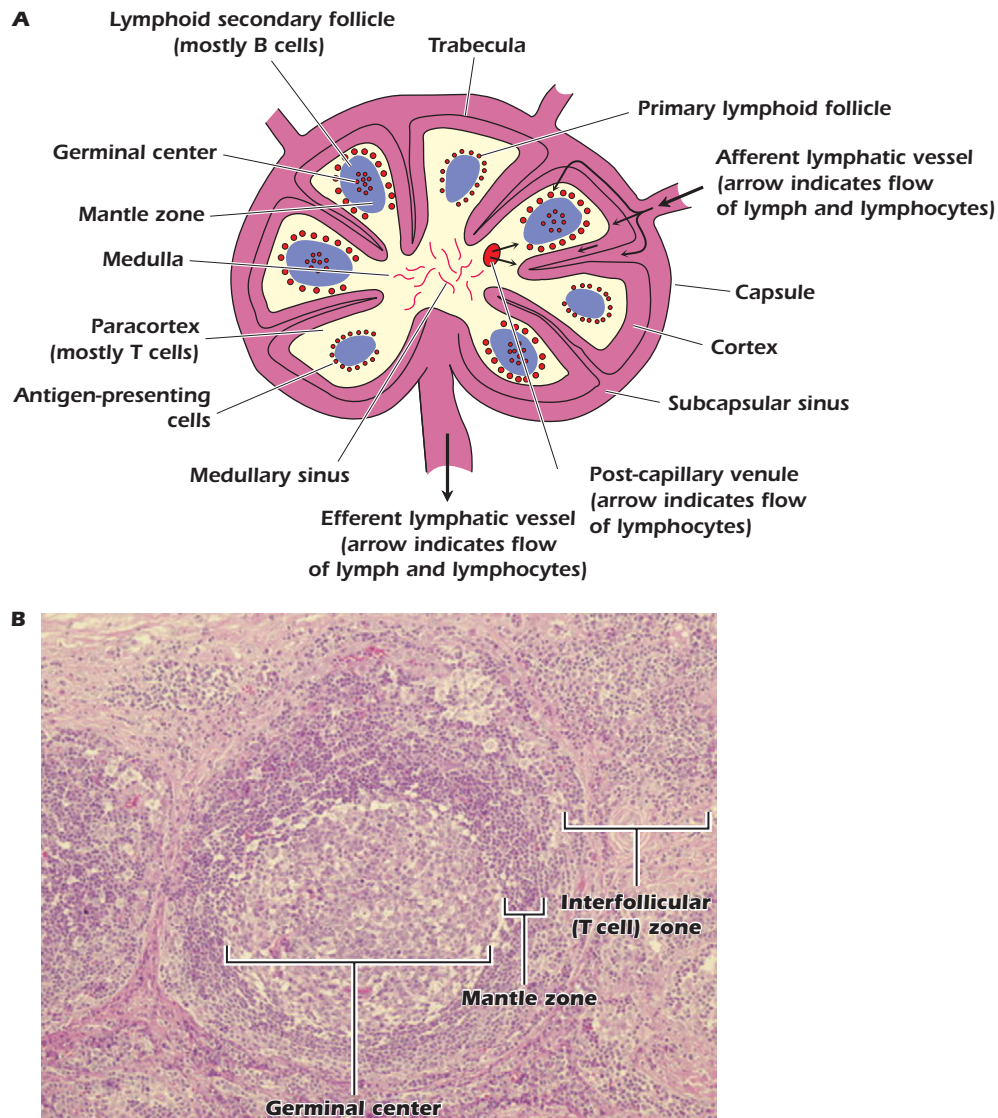 A
Lymphoid secondary follicle
(mostly B cells)
Trabecula
Primary lymphoid follicle
Germinal center
Afferent lymphatic vessel
(arrow indicates flow
of lymph and lymphocytes)
Mantle zone
Medulla
Capsule
Paracortex
(mostly T cells)
Cortex
Antigen-presenting
cells
Subcapsular sinus
Medullary sinus
Post-capillary venule
(arrow indicates flow
of lymphocytes)
Efferent lymphatic vessel
(arrow indicates flow
of lymph and lymphocytes)
B
Interfollicular
(T cell) zone
Mantle zone
Germinal center